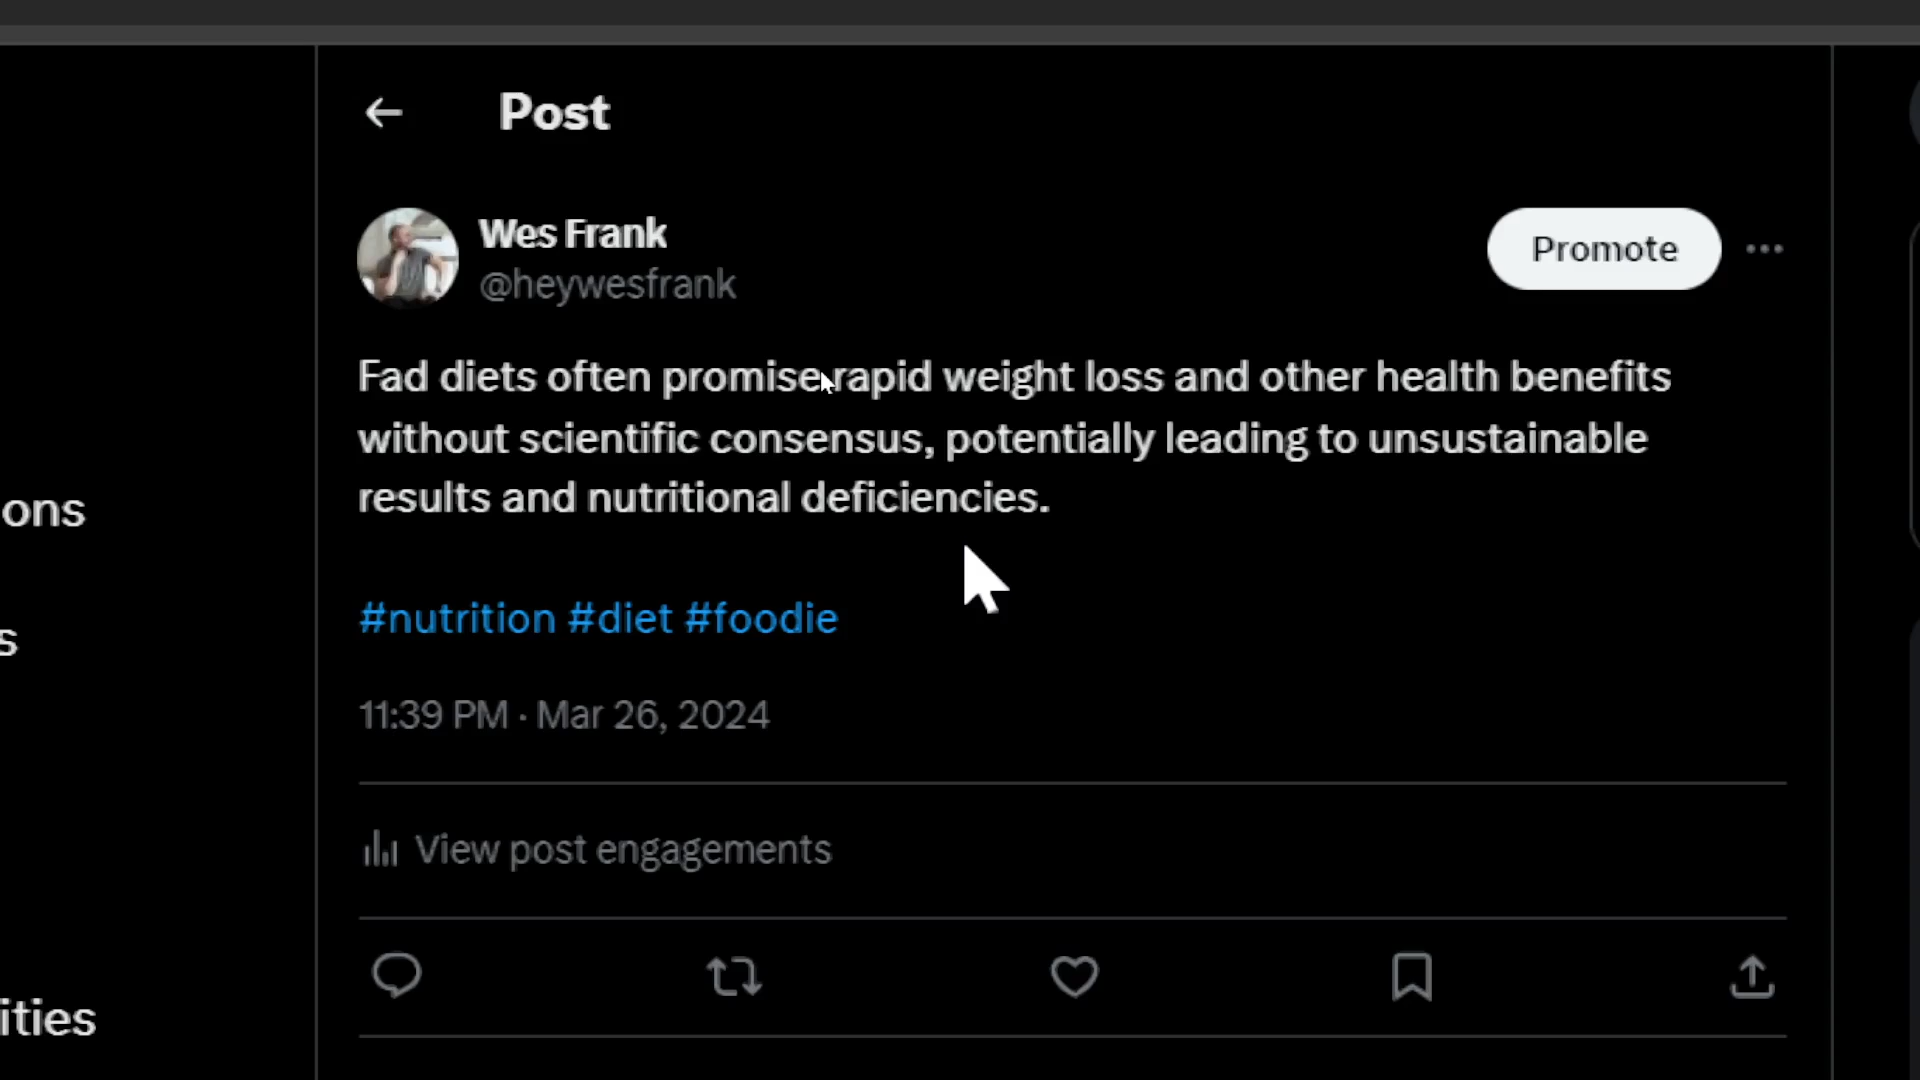 Post
Wes Frank
@heywesfrank
Promote
Fad diets often promise rapid weight loss and other health benefits
without scientific consensus, potentially leading to unsustainable
results and nutritional deficiencies.
#nutrition #diet #foodie
11:39 PM · Mar 26, 2024
View post engagements
ons
s
ities